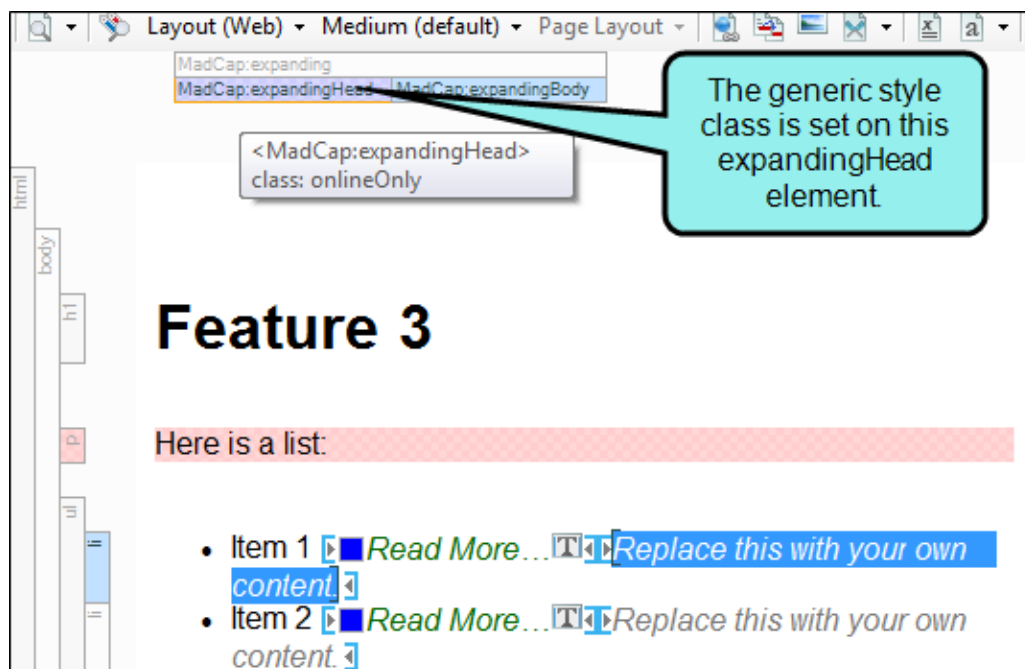 Layout (Web) Medium (default) Page Layout x a
MadCap:expanding
MadCap:expandingHead MadCap:expandingBody
The generic style
class is set on this
expandingHead
element.
<MadCap:expandingHead>
class: onlineOnly
html
body
h1
Feature 3
p
Here is a list:
ul
li
• Item 1 Read More... T Replace this with your own
content.
li
• Item 2 Read More... T Replace this with your own
content.